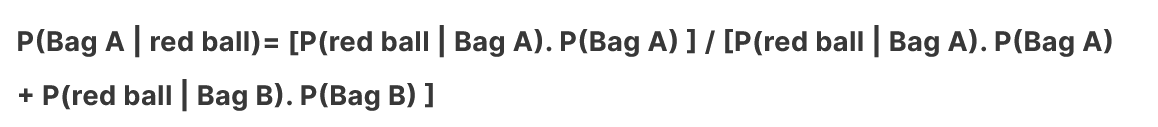 P(Bag A | red ball)= [P(red ball | Bag A). P(Bag A) ] / [P(red ball | Bag A). P(Bag A)
+ P(red ball | Bag B). P(Bag B) ]